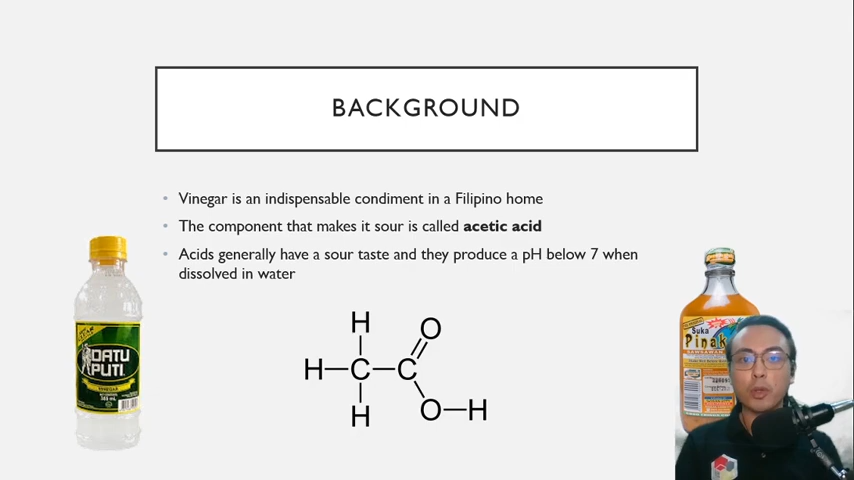 BACKGROUND
• Vinegar is an indispensable condiment in a Filipino home
• The component that makes it sour is called acetic acid
• Acids generally have a sour taste and they produce a pH below 7 when
dissolved in water
DATU
PUTI
VINEGAR
Suka
Pinak
H
O
H—C—C
H
O—H